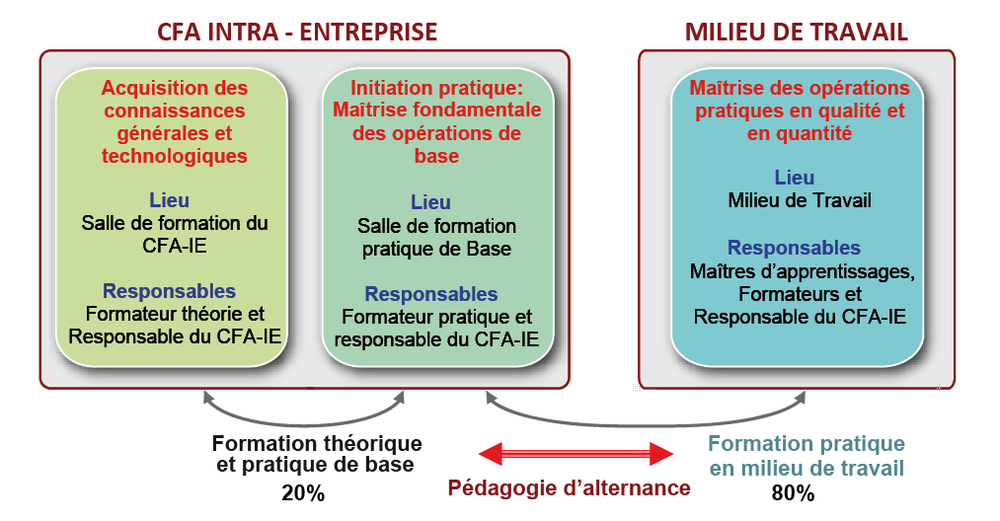 CFA INTRA - ENTREPRISE
Acquisition des
connaissances
générales et
technologiques
Lieu
Salle de formation du
CFA-IE
Responsables
Formateur théorie et
Responsable du CFA-IE
Initiation pratique:
Maîtrise fondamentale
des opérations de
base
Lieu
Salle de formation
pratique de Base
Responsables
Formateur pratique et
responsable du CFA-IE
MILIEU DE TRAVAIL
Maîtrise des opérations
pratiques en qualité et
en quantité
Lieu
Milieu de Travail
Responsables
Maîtres d’apprentissages,
Formateurs et
Responsable du CFA-IE
Formation théorique
et pratique de base
20%
Pédagogie d’alternance
Formation pratique
en milieu de travail
80%